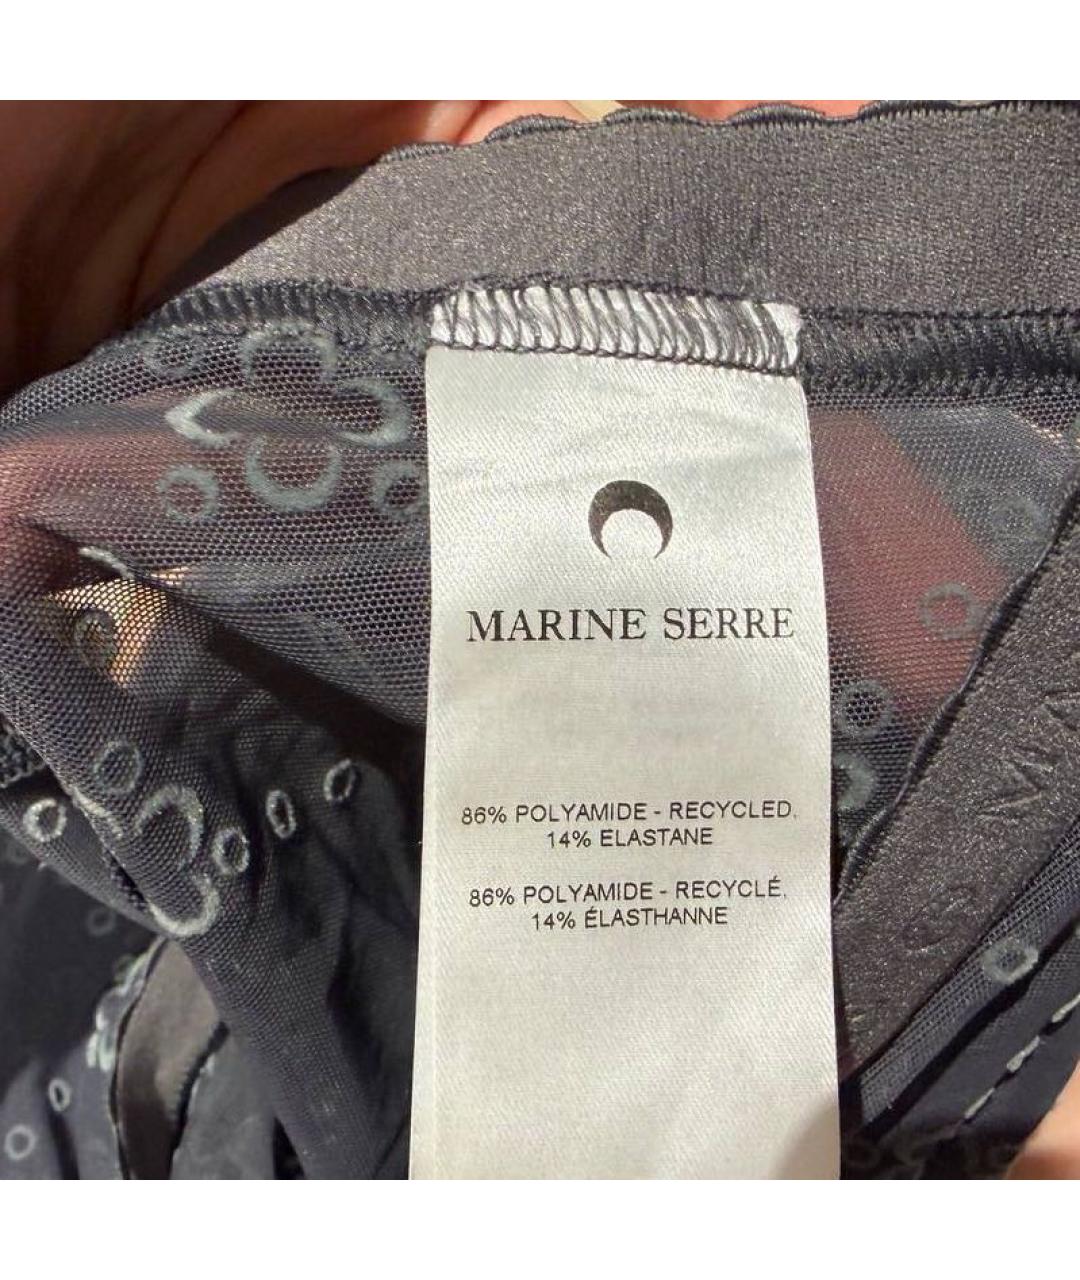 MARINE SERRE
86% POLYAMIDE - RECYCLED,
14% ELASTANE
86% POLYAMIDE - RECYCLÉ,
14% ÉLASTHANNE